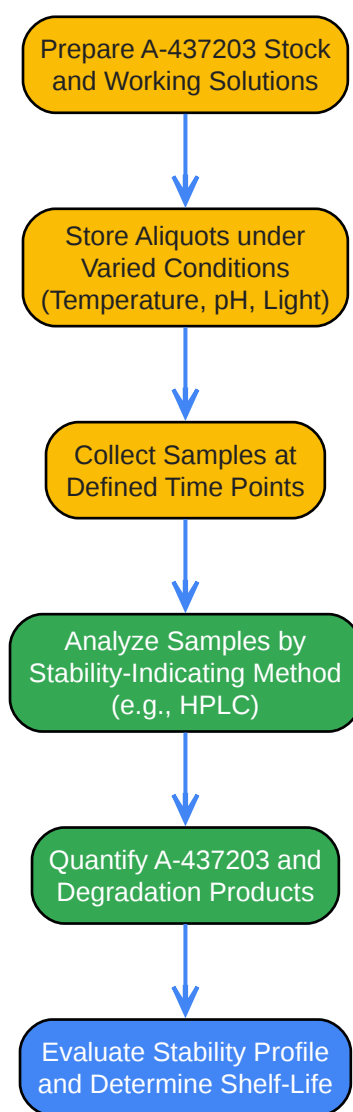 Prepare A-437203 Stock
and Working Solutions
Store Aliquots under
Varied Conditions
(Temperature, pH, Light)
Collect Samples at
Defined Time Points
Analyze Samples by
Stability-Indicating Method
(e.g., HPLC)
Quantify A-437203 and
Degradation Products
Evaluate Stability Profile
and Determine Shelf-Life